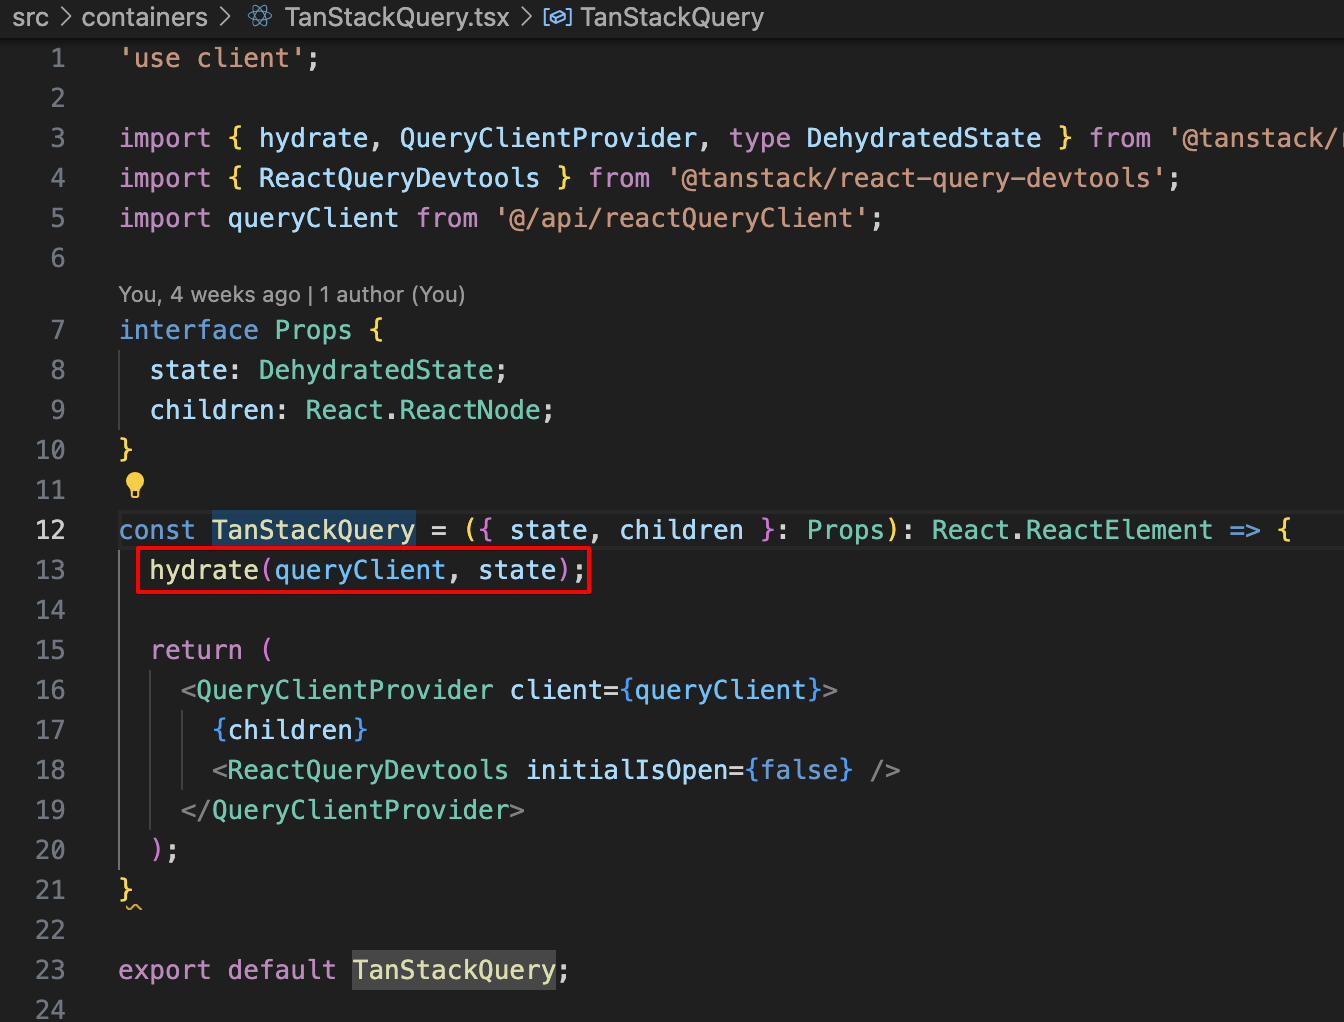 src > containers > TanStackQuery.tsx > TanStackQuery
1 'use client';
2
3 import { hydrate, QueryClientProvider, type DehydratedState } from '@tanstack/
4 import { ReactQueryDevtools } from '@tanstack/react-query-devtools';
5 import queryClient from '@/api/reactQueryClient';
6
You, 4 weeks ago | 1 author (You)
7 interface Props {
8 state: DehydratedState;
9 children: React.ReactNode;
10 }
11
12 const TanStackQuery = ({ state, children }: Props): React.ReactElement => {
13 hydrate(queryClient, state);
14
15 return (
16 <QueryClientProvider client={queryClient}>
17 {children}
18 <ReactQueryDevtools initialIsOpen={false} />
19 </QueryClientProvider>
20 );
21 }
22
23 export default TanStackQuery;
24